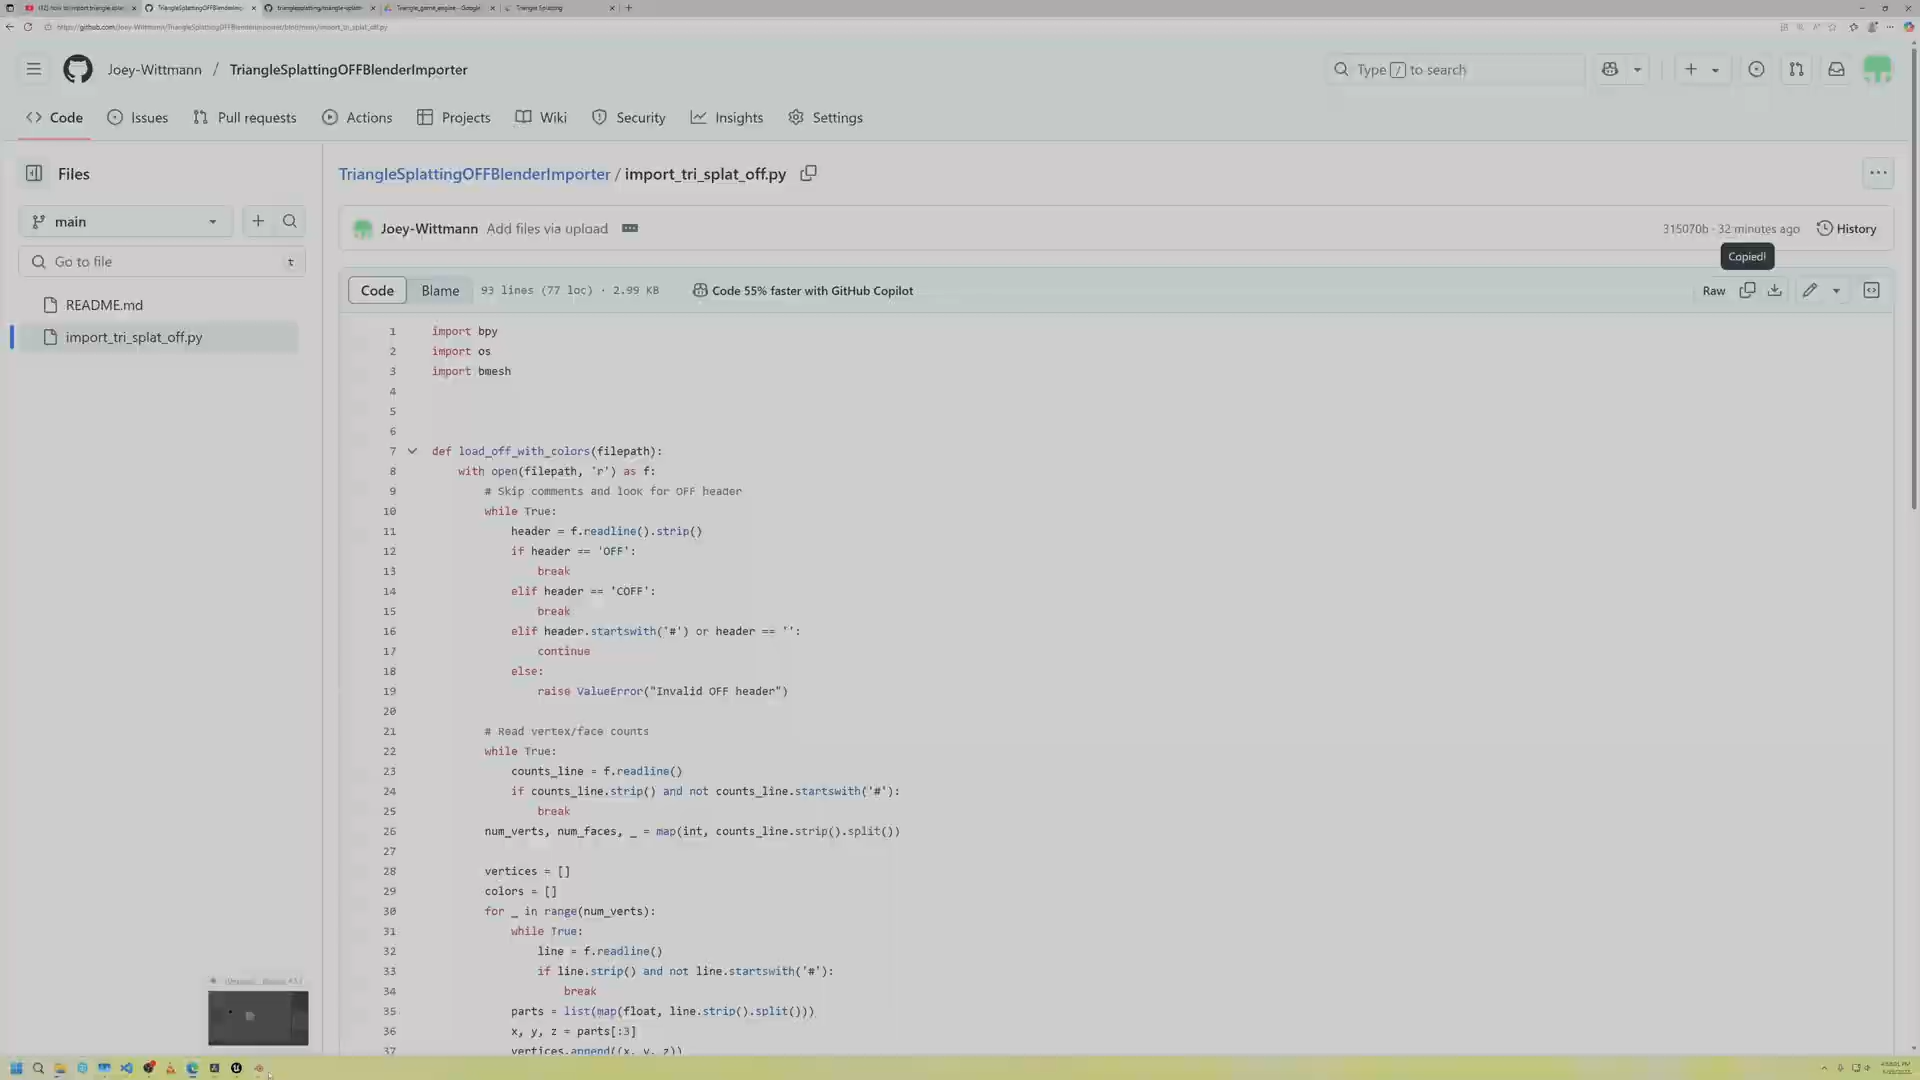 TriangleSplattingOFFBlenderImp
Triangle_game_engine - Google
Triangle Splatting
Joey-Wittmann / TriangleSplattingOFFBlenderImporter
Type / to search
Code
Issues
Pull requests
Actions
Projects
Wiki
Security
Insights
Settings
Files
main
Go to file
t
README.md
import_tri_splat_off.py
TriangleSplattingOFFBlenderImporter / import_tri_splat_off.py
Joey-Wittmann Add files via upload
315070b · 32 minutes ago
History
Copied!
Code
Blame
93 lines (77 loc) · 2.99 KB
Code 55% faster with GitHub Copilot
Raw
1 import bpy
2 import os
3 import bmesh
4
5
6
7 def load_off_with_colors(filepath):
8 with open(filepath, 'r') as f:
9 # Skip comments and look for OFF header
10 while True:
11 header = f.readline().strip()
12 if header == 'OFF':
13 break
14 elif header == 'COFF':
15 break
16 elif header.startswith('#') or header == '':
17 continue
18 else:
19 raise ValueError("Invalid OFF header")
20
21 # Read vertex/face counts
22 while True:
23 counts_line = f.readline()
24 if counts_line.strip() and not counts_line.startswith('#'):
25 break
26 num_verts, num_faces, _ = map(int, counts_line.strip().split())
27
28 vertices = []
29 colors = []
30 for _ in range(num_verts):
31 while True:
32 line = f.readline()
33 if line.strip() and not line.startswith('#'):
34 break
35 parts = list(map(float, line.strip().split()))
36 x, y, z = parts[:3]
37 vertices.append((x, y, z))